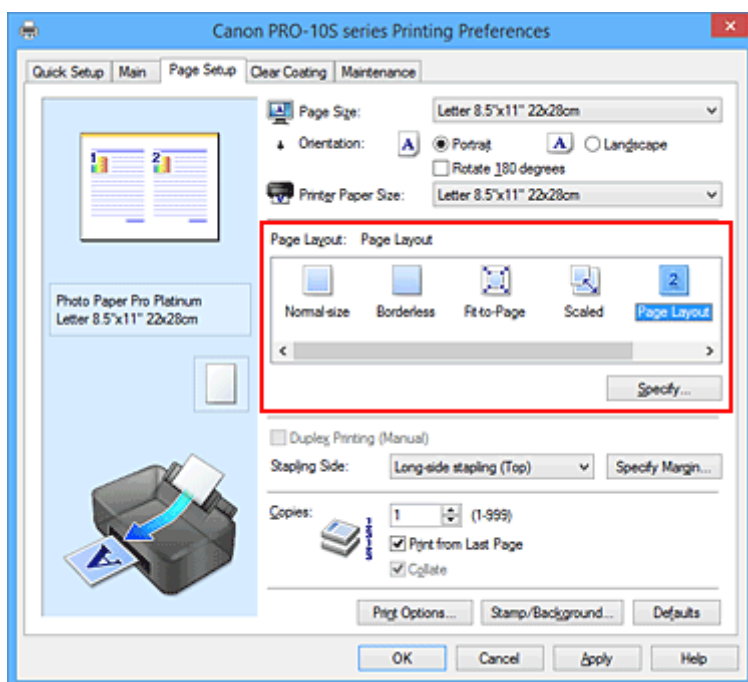 Canon PRO-10S series Printing Preferences
Quick Setup Main Page Setup Clear Coating Maintenance
Page Size: Letter 8.5"x11" 22x28cm
Orientation: A Portrait A Landscape
Rotate 180 degrees
Printer Paper Size: Letter 8.5"x11" 22x28cm
1 2
Page Layout: Page Layout
2
Normal-size Borderless Fit-to-Page Scaled Page Layout
Photo Paper Pro Platinum
Letter 8.5"x11" 22x28cm
Specify...
Duplex Printing (Manual)
Stapling Side: Long-side stapling (Top) Specify Margin...
Copies: 1 (1-999)
Print from Last Page
Collate
A
Print Options... Stamp/Background... Defaults
OK Cancel Apply Help